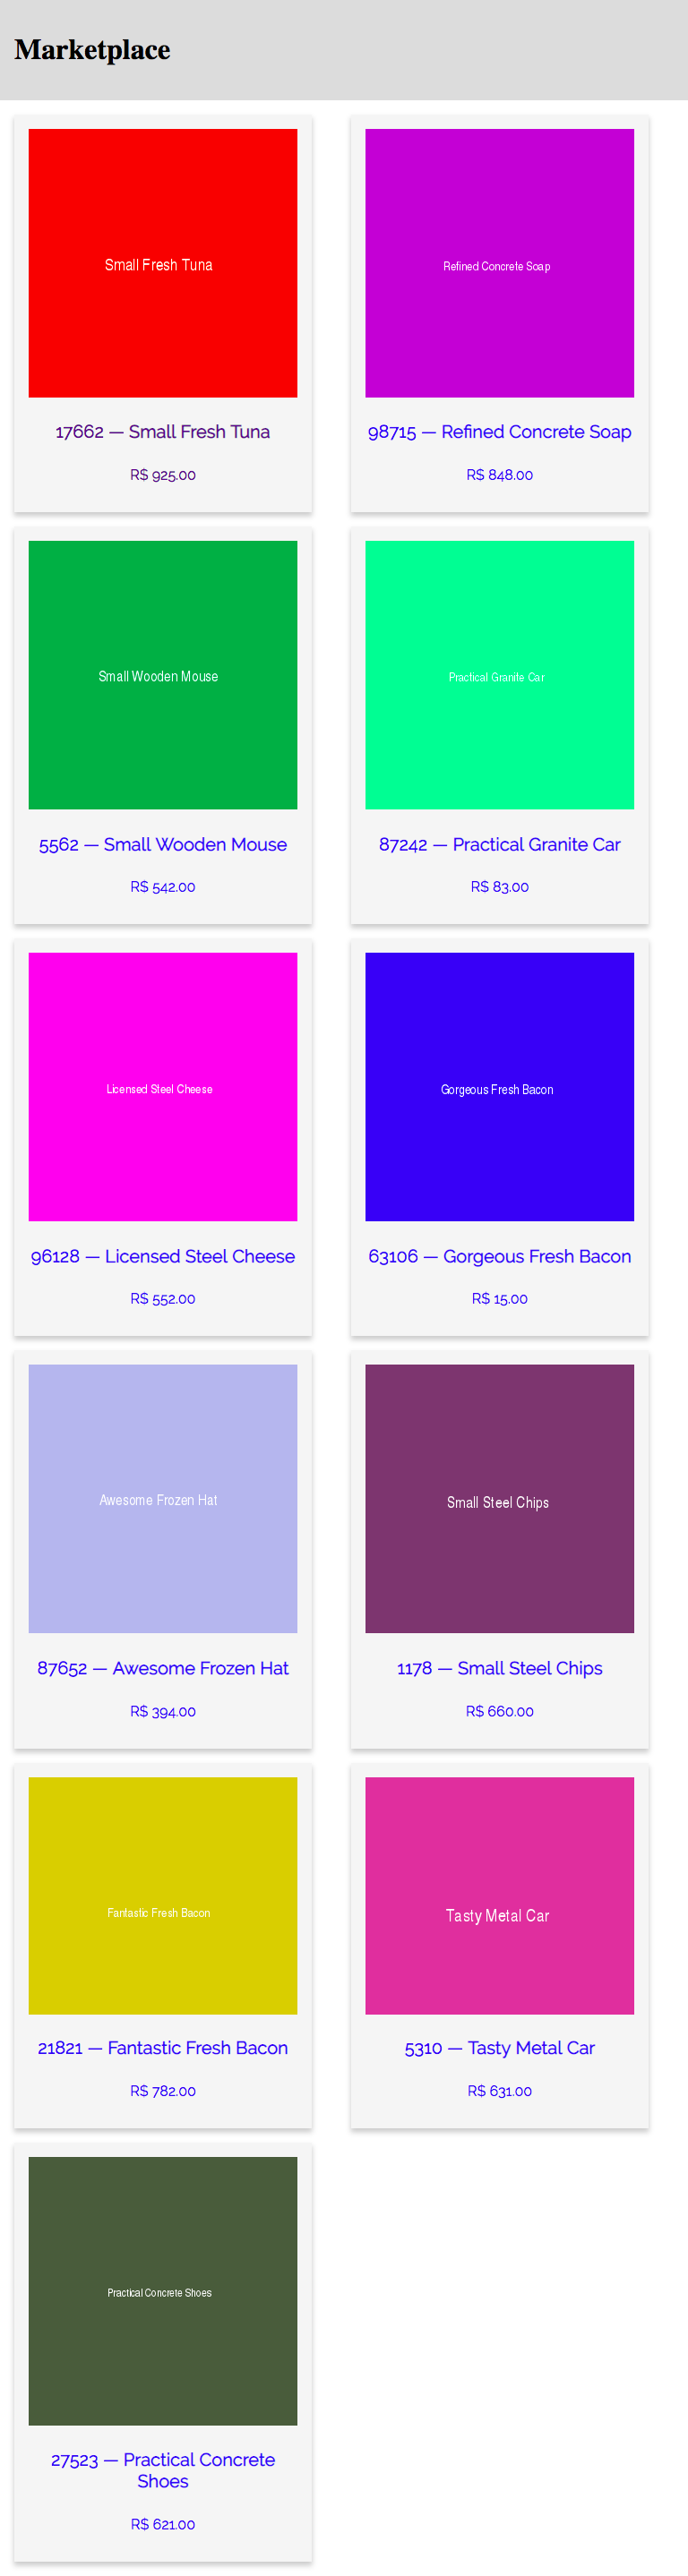 Marketplace
Small Fresh Tuna
17662 — Small Fresh Tuna
R$ 925.00
Refined Concrete Soap
98715 — Refined Concrete Soap
R$ 848.00
Small Wooden Mouse
5562 — Small Wooden Mouse
R$ 542.00
Practical Granite Car
87242 — Practical Granite Car
R$ 83.00
Licensed Steel Cheese
96128 — Licensed Steel Cheese
R$ 552.00
Gorgeous Fresh Bacon
63106 — Gorgeous Fresh Bacon
R$ 15.00
Awesome Frozen Hat
87652 — Awesome Frozen Hat
R$ 394.00
Small Steel Chips
1178 — Small Steel Chips
R$ 660.00
Fantastic Fresh Bacon
21821 — Fantastic Fresh Bacon
R$ 782.00
Tasty Metal Car
5310 — Tasty Metal Car
R$ 631.00
Practical Concrete Shoes
27523 — Practical Concrete
Shoes
R$ 621.00